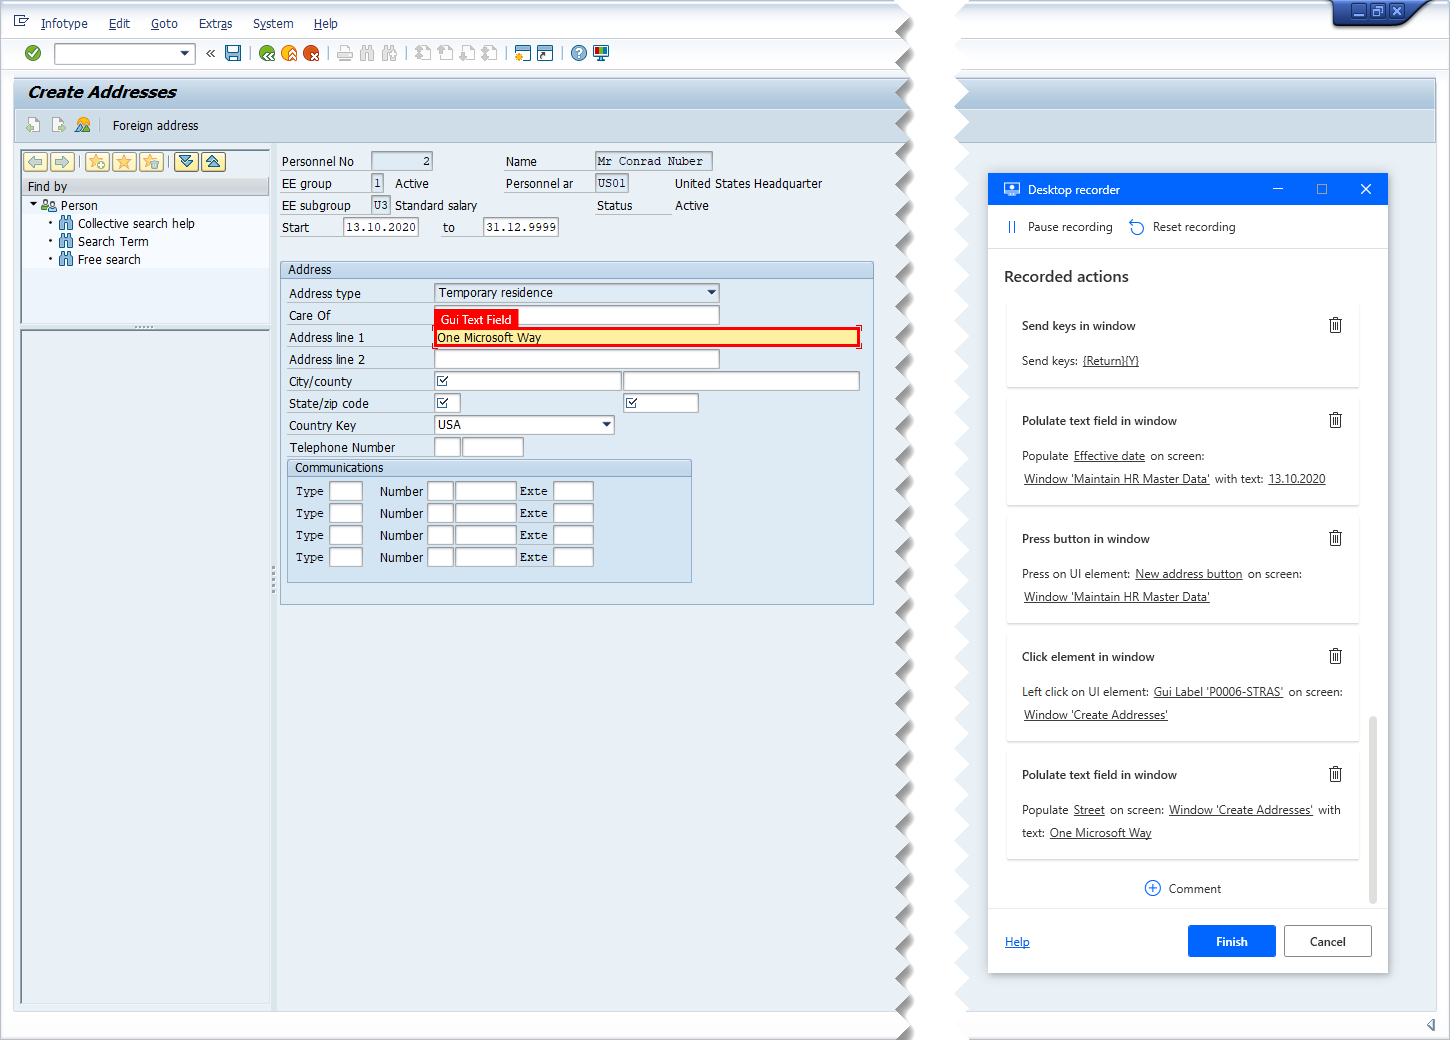 Infotype Edit Goto Extras System Help
Create Addresses
Foreign address
Find by
Person
Collective search help
Search Term
Free search
Personnel No 2 Name Mr Conrad Nuber
EE group 1 Active Personnel ar US01 United States Headquarter
EE subgroup U3 Standard salary Status Active
Start 13.10.2020 to 31.12.9999
Address
Address type Temporary residence
Care Of
Gui Text Field
Address line 1 One Microsoft Way
Address line 2
City/county
State/zip code
Country Key USA
Telephone Number
Communications
Type Number Exte
Type Number Exte
Type Number Exte
Type Number Exte
Desktop recorder
Pause recording Reset recording
Recorded actions
Send keys in window
Send keys: {Return}{Y}
Polulate text field in window
Populate Effective date on screen:
Window 'Maintain HR Master Data' with text: 13.10.2020
Press button in window
Press on UI element: New address button on screen:
Window 'Maintain HR Master Data'
Click element in window
Left click on UI element: Gui Label 'P0006-STRAS' on screen:
Window 'Create Addresses'
Polulate text field in window
Populate Street on screen: Window 'Create Addresses' with
text: One Microsoft Way
Comment
Help Finish Cancel